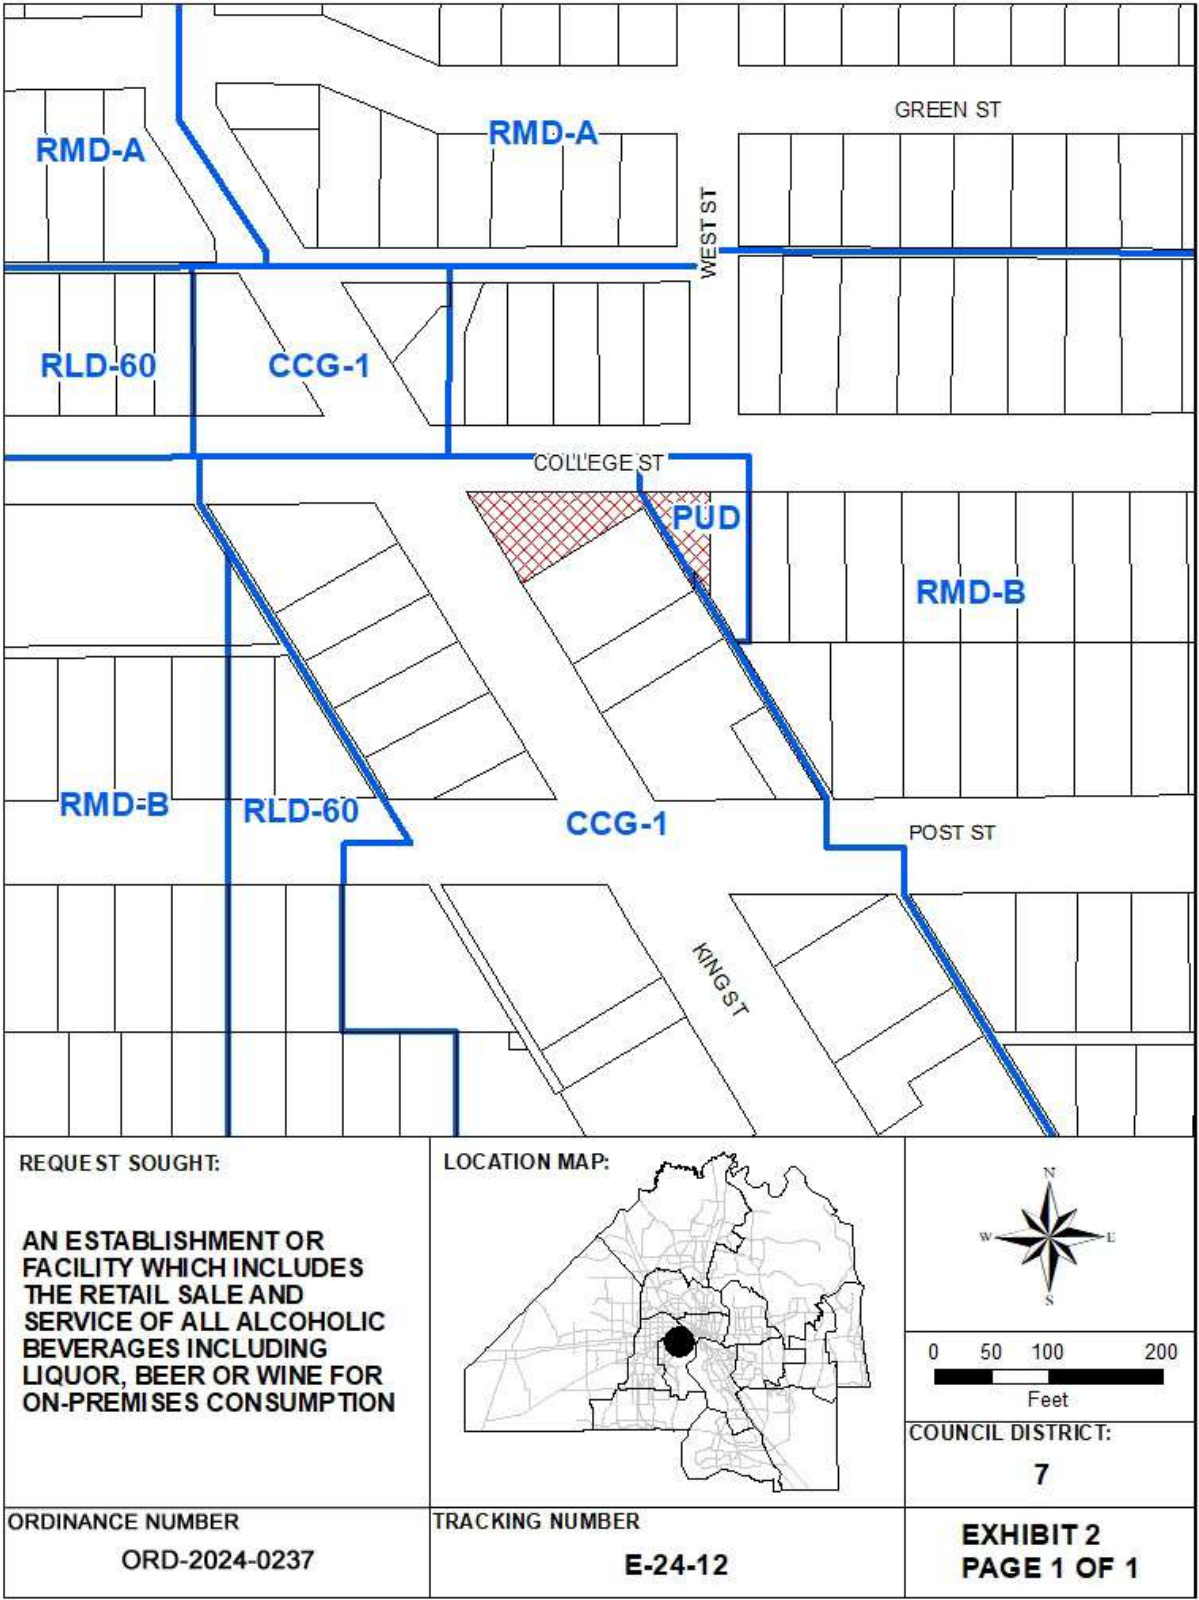 GREEN ST
RMD-A
RMD-A
WEST ST
RLD-60
CCG-1
COLLEGE ST
PUD
RMD-B
RMD-B
RLD-60
CCG-1
POST ST
KING ST
REQUEST SOUGHT:
AN ESTABLISHMENT OR
FACILITY WHICH INCLUDES
THE RETAIL SALE AND
SERVICE OF ALL ALCOHOLIC
BEVERAGES INCLUDING
LIQUOR, BEER OR WINE FOR
ON-PREMISES CONSUMPTION
LOCATION MAP:
N
W E
S
0 50 100 200
Feet
COUNCIL DISTRICT:
7
ORDINANCE NUMBER
ORD-2024-0237
TRACKING NUMBER
E-24-12
EXHIBIT 2
PAGE 1 OF 1